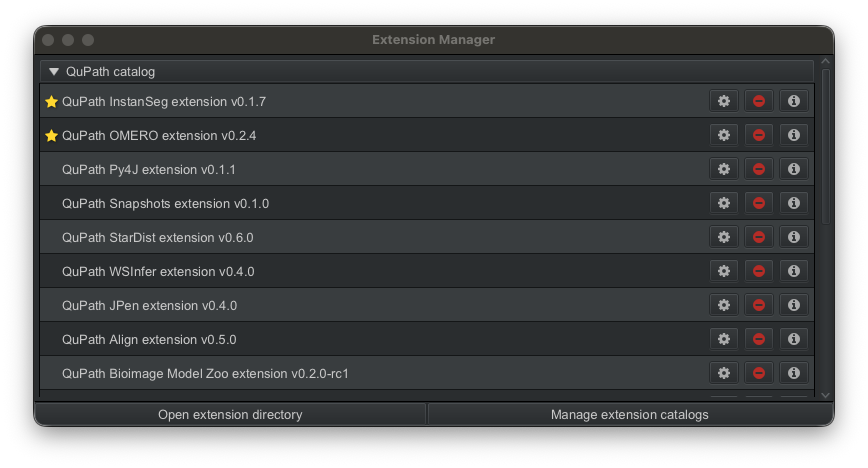 Extension Manager
QuPath catalog
QuPath InstanSeg extension v0.1.7
QuPath OMERO extension v0.2.4
QuPath Py4J extension v0.1.1
QuPath Snapshots extension v0.1.0
QuPath StarDist extension v0.6.0
QuPath WSInfer extension v0.4.0
QuPath JPen extension v0.4.0
QuPath Align extension v0.5.0
QuPath Bioimage Model Zoo extension v0.2.0-rc1
Open extension directory
Manage extension catalogs